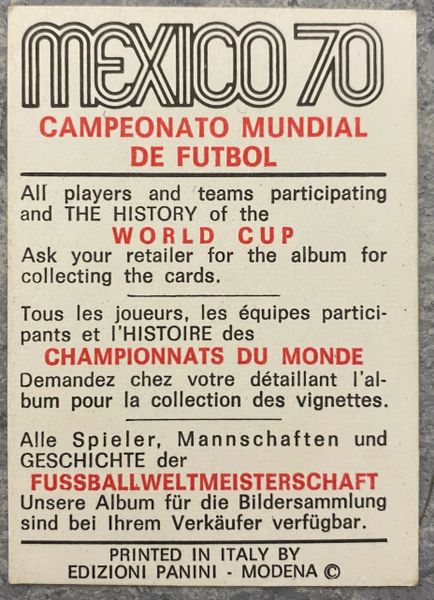 MEXICO 70
CAMPEONATO MUNDIAL
DE FUTBOL
All players and teams participating
and THE HISTORY of the
WORLD CUP
Ask your retailer for the album for
collecting the cards.
Tous les joueurs, les équipes partici-
pants et l'HISTOIRE des
CHAMPIONNATS DU MONDE
Demandez chez votre détaillant l'al-
bum pour la collection des vignettes.
Alle Spieler, Mannschaften und
GESCHICHTE der
FUSSBALLWELTMEISTERSCHAFT
Unsere Album für die Bildersammlung
sind bei Ihrem Verkäufer verfügbar.
PRINTED IN ITALY BY
EDIZIONI PANINI - MODENA ©